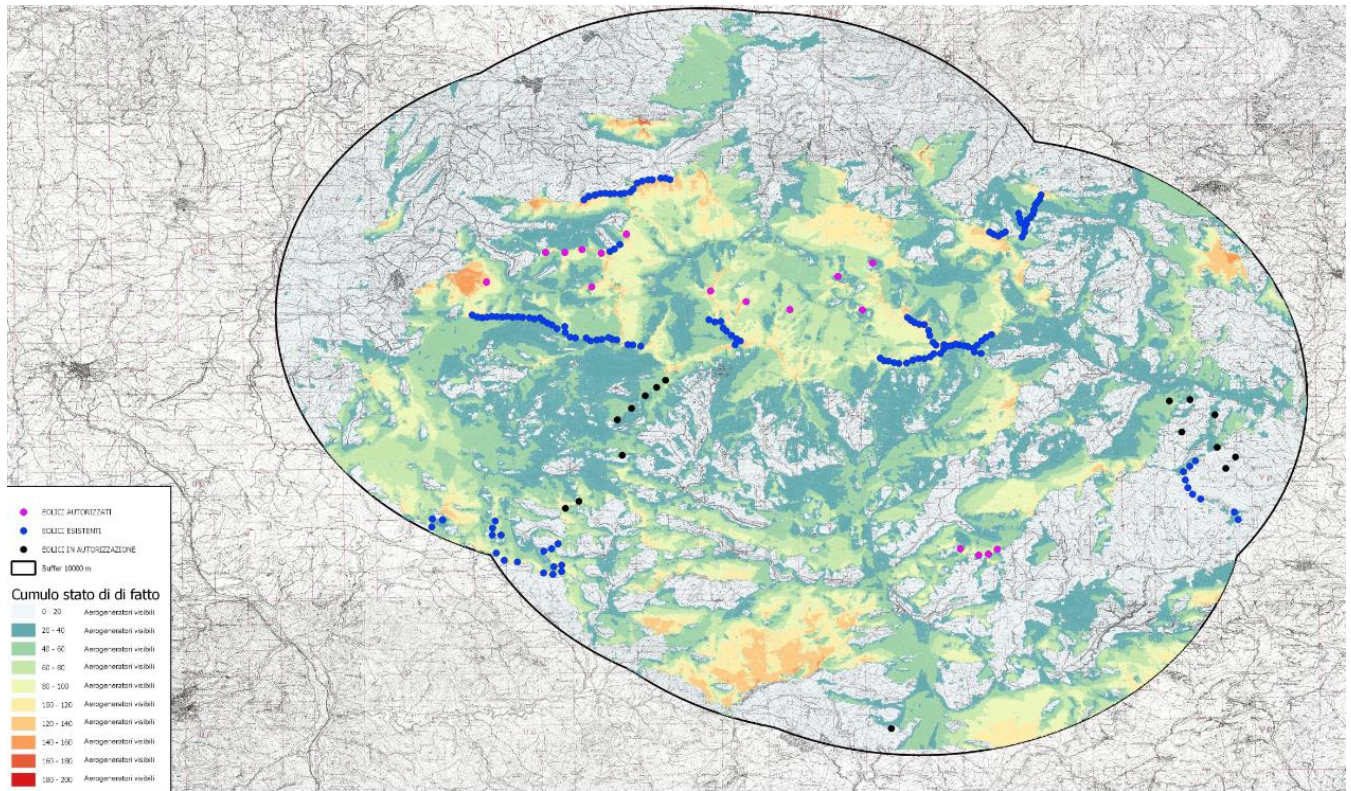 EOLICI AUTORIZZATI
EOLICI ESISTENTI
EOLICI IN AUTORIZZAZIONE
Buffer 10000 m
Cumulo stato di di fatto
0 - 20 Aerogeneratori visibili
20 - 40 Aerogeneratori visibili
40 - 60 Aerogeneratori visibili
60 - 80 Aerogeneratori visibili
80 - 100 Aerogeneratori visibili
100 - 120 Aerogeneratori visibili
120 - 140 Aerogeneratori visibili
140 - 160 Aerogeneratori visibili
160 - 180 Aerogeneratori visibili
180 - 200 Aerogeneratori visibili